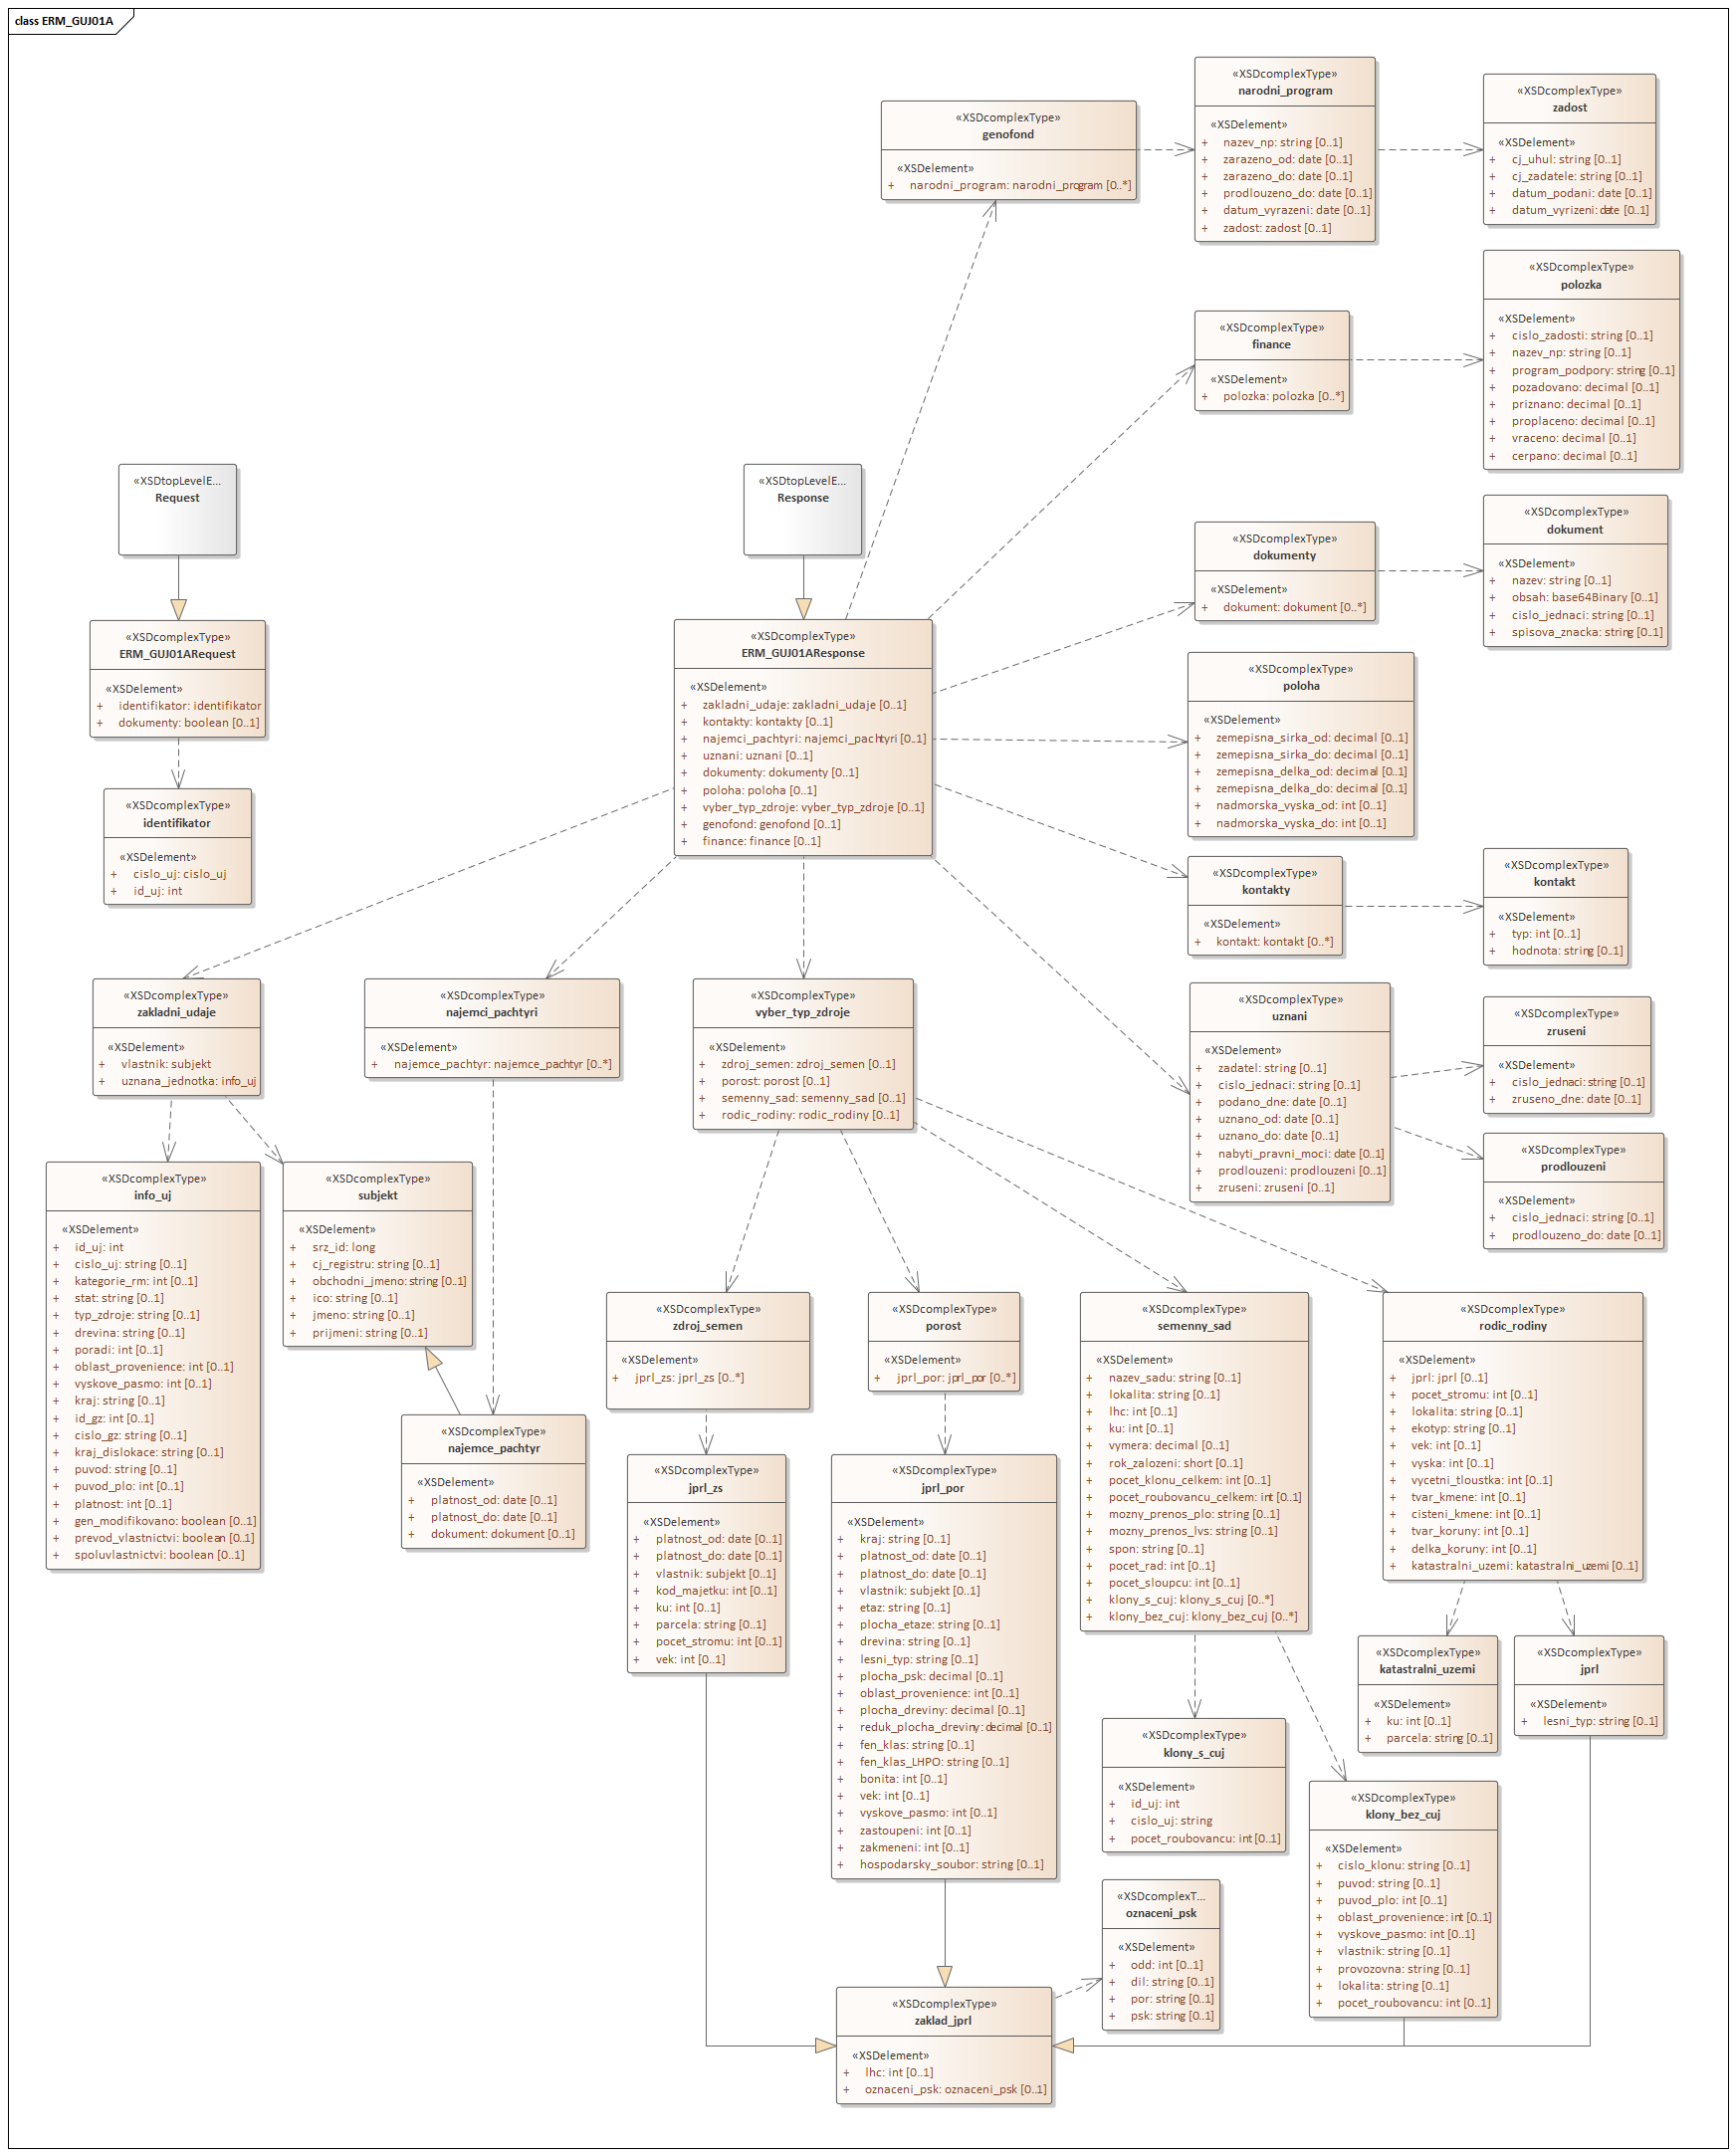 class ERM_GUJ01A
«XSDcomplexType»
narodni_program
«XSDelement»
+ nazev_np: string [0..1]
+ zarazeno_od: date [0..1]
+ zarazeno_do: date [0..1]
+ prodlouzeno_do: date [0..1]
+ datum_vyrazeni: date [0..1]
+ zadost: zadost [0..1]
«XSDcomplexType»
zadost
«XSDelement»
+ cj_uhul: string [0..1]
+ cj_zadatele: string [0..1]
+ datum_podani: date [0..1]
+ datum_vyrizeni: date [0..1]
«XSDcomplexType»
genofond
«XSDelement»
+ narodni_program: narodni_program [0..*]
«XSDcomplexType»
polozka
«XSDelement»
+ cislo_zadosti: string [0..1]
+ nazev_np: string [0..1]
+ program_podpory: string [0..1]
+ pozadovano: decimal [0..1]
+ priznano: decimal [0..1]
+ proplaceno: decimal [0..1]
+ vraceno: decimal [0..1]
+ cerpano: decimal [0..1]
«XSDcomplexType»
finance
«XSDelement»
+ polozka: polozka [0..*]
«XSDtopLevelE...
Request
«XSDtopLevelE...
Response
«XSDcomplexType»
dokumenty
«XSDelement»
+ dokument: dokument [0..*]
«XSDcomplexType»
dokument
«XSDelement»
+ nazev: string [0..1]
+ obsah: base64Binary [0..1]
+ cislo_jednaci: string [0..1]
+ spisova_znacka: string [0..1]
«XSDcomplexType»
ERM_GUJ01ARequest
«XSDelement»
+ identifikator: identifikator
+ dokumenty: boolean [0..1]
«XSDcomplexType»
ERM_GUJ01AResponse
«XSDelement»
+ zakladni_udaje: zakladni_udaje [0..1]
+ kontakty: kontakty [0..1]
+ najemci_pachtyri: najemci_pachtyri [0..1]
+ uznani: uznani [0..1]
+ dokumenty: dokumenty [0..1]
+ poloha: poloha [0..1]
+ vyber_typ_zdroje: vyber_typ_zdroje [0..1]
+ genofond: genofond [0..1]
+ finance: finance [0..1]
«XSDcomplexType»
poloha
«XSDelement»
+ zemepisna_sirka_od: decimal [0..1]
+ zemepisna_sirka_do: decimal [0..1]
+ zemepisna_delka_od: decimal [0..1]
+ zemepisna_delka_do: decimal [0..1]
+ nadmorska_vyska_od: int [0..1]
+ nadmorska_vyska_do: int [0..1]
«XSDcomplexType»
identifikator
«XSDelement»
+ cislo_uj: cislo_uj
+ id_uj: int
«XSDcomplexType»
kontakty
«XSDelement»
+ kontakt: kontakt [0..*]
«XSDcomplexType»
kontakt
«XSDelement»
+ typ: int [0..1]
+ hodnota: string [0..1]
«XSDcomplexType»
zakladni_udaje
«XSDelement»
+ vlastnik: subjekt
+ uznana_jednotka: info_uj
«XSDcomplexType»
najemci_pachtyri
«XSDelement»
+ najemce_pachtyr: najemce_pachtyr [0..*]
«XSDcomplexType»
vyber_typ_zdroje
«XSDelement»
+ zdroj_semen: zdroj_semen [0..1]
+ porost: porost [0..1]
+ semenny_sad: semenny_sad [0..1]
+ rodic_rodiny: rodic_rodiny [0..1]
«XSDcomplexType»
uznani
«XSDelement»
+ zadatel: string [0..1]
+ cislo_jednaci: string [0..1]
+ podano_dne: date [0..1]
+ uznano_od: date [0..1]
+ uznano_do: date [0..1]
+ nabyti_pravni_moci: date [0..1]
+ prodlouzeni: prodlouzeni [0..1]
+ zruseni: zruseni [0..1]
«XSDcomplexType»
zruseni
«XSDelement»
+ cislo_jednaci: string [0..1]
+ zruseno_dne: date [0..1]
«XSDcomplexType»
prodlouzeni
«XSDelement»
+ cislo_jednaci: string [0..1]
+ prodlouzeno_do: date [0..1]
«XSDcomplexType»
info_uj
«XSDelement»
+ id_uj: int
+ cislo_uj: string [0..1]
+ kategorie_rm: int [0..1]
+ stat: string [0..1]
+ typ_zdroje: string [0..1]
+ drevina: string [0..1]
+ poradi: int [0..1]
+ oblast_provenience: int [0..1]
+ vyskove_pasmo: int [0..1]
+ kraj: string [0..1]
+ id_gz: int [0..1]
+ cislo_gz: string [0..1]
+ kraj_dislokace: string [0..1]
+ puvod: string [0..1]
+ puvod_plo: int [0..1]
+ platnost: int [0..1]
+ gen_modifikovano: boolean [0..1]
+ prevod_vlastnictvi: boolean [0..1]
+ spoluvlastnictvi: boolean [0..1]
«XSDcomplexType»
subjekt
«XSDelement»
+ srz_id: long
+ cj_registru: string [0..1]
+ obchodni_jmeno: string [0..1]
+ ico: string [0..1]
+ jmeno: string [0..1]
+ prijmeni: string [0..1]
«XSDcomplexType»
najemce_pachtyr
«XSDelement»
+ platnost_od: date [0..1]
+ platnost_do: date [0..1]
+ dokument: dokument [0..1]
«XSDcomplexType»
zdroj_semen
«XSDelement»
+ jprl_zs: jprl_zs [0..*]
«XSDcomplexType»
porost
«XSDelement»
+ jprl_por: jprl_por [0..*]
«XSDcomplexType»
semenny_sad
«XSDelement»
+ nazev_sadu: string [0..1]
+ lokalita: string [0..1]
+ lhc: int [0..1]
+ ku: int [0..1]
+ vymera: decimal [0..1]
+ rok_zalozeni: short [0..1]
+ pocet_klonu_celkem: int [0..1]
+ pocet_roubovancu_celkem: int [0..1]
+ mozny_prenos_plo: string [0..1]
+ mozny_prenos_lvs: string [0..1]
+ spon: string [0..1]
+ pocet_rad: int [0..1]
+ pocet_sloupcu: int [0..1]
+ klony_s_cuj: klony_s_cuj [0..*]
+ klony_bez_cuj: klony_bez_cuj [0..*]
«XSDcomplexType»
rodic_rodiny
«XSDelement»
+ jprl: jprl [0..1]
+ pocet_stromu: int [0..1]
+ lokalita: string [0..1]
+ ekotyp: string [0..1]
+ vek: int [0..1]
+ vyska: int [0..1]
+ vycetni_tloustka: int [0..1]
+ tvar_kmene: int [0..1]
+ cisteni_kmene: int [0..1]
+ tvar_koruny: int [0..1]
+ delka_koruny: int [0..1]
+ katastralni_uzemi: katastralni_uzemi [0..1]
«XSDcomplexType»
jprl_zs
«XSDelement»
+ platnost_od: date [0..1]
+ platnost_do: date [0..1]
+ vlastnik: subjekt [0..1]
+ kod_majetku: int [0..1]
+ ku: int [0..1]
+ parcela: string [0..1]
+ pocet_stromu: int [0..1]
+ vek: int [0..1]
«XSDcomplexType»
jprl_por
«XSDelement»
+ kraj: string [0..1]
+ platnost_od: date [0..1]
+ platnost_do: date [0..1]
+ vlastnik: subjekt [0..1]
+ etaz: string [0..1]
+ plocha_etaze: string [0..1]
+ drevina: string [0..1]
+ lesni_typ: string [0..1]
+ plocha_psk: decimal [0..1]
+ oblast_provenience: int [0..1]
+ plocha_dreviny: decimal [0..1]
+ reduk_plocha_dreviny: decimal [0..1]
+ fen_klas: string [0..1]
+ fen_klas_LHPO: string [0..1]
+ bonita: int [0..1]
+ vek: int [0..1]
+ vyskove_pasmo: int [0..1]
+ zastoupeni: int [0..1]
+ zakmeneni: int [0..1]
+ hospodarsky_soubor: string [0..1]
«XSDcomplexType»
katastralni_uzemi
«XSDelement»
+ ku: int [0..1]
+ parcela: string [0..1]
«XSDcomplexType»
jprl
«XSDelement»
+ lesni_typ: string [0..1]
«XSDcomplexType»
klony_s_cuj
«XSDelement»
+ id_uj: int
+ cislo_uj: string
+ pocet_roubovancu: int [0..1]
«XSDcomplexType»
klony_bez_cuj
«XSDelement»
+ cislo_klonu: string [0..1]
+ puvod: string [0..1]
+ puvod_plo: int [0..1]
+ oblast_provenience: int [0..1]
+ vyskove_pasmo: int [0..1]
+ vlastnik: string [0..1]
+ provozovna: string [0..1]
+ lokalita: string [0..1]
+ pocet_roubovancu: int [0..1]
«XSDcomplexT...
oznaceni_psk
«XSDelement»
+ odd: int [0..1]
+ dil: string [0..1]
+ por: string [0..1]
+ psk: string [0..1]
«XSDcomplexType»
zaklad_jprl
«XSDelement»
+ lhc: int [0..1]
+ oznaceni_psk: oznaceni_psk [0..1]